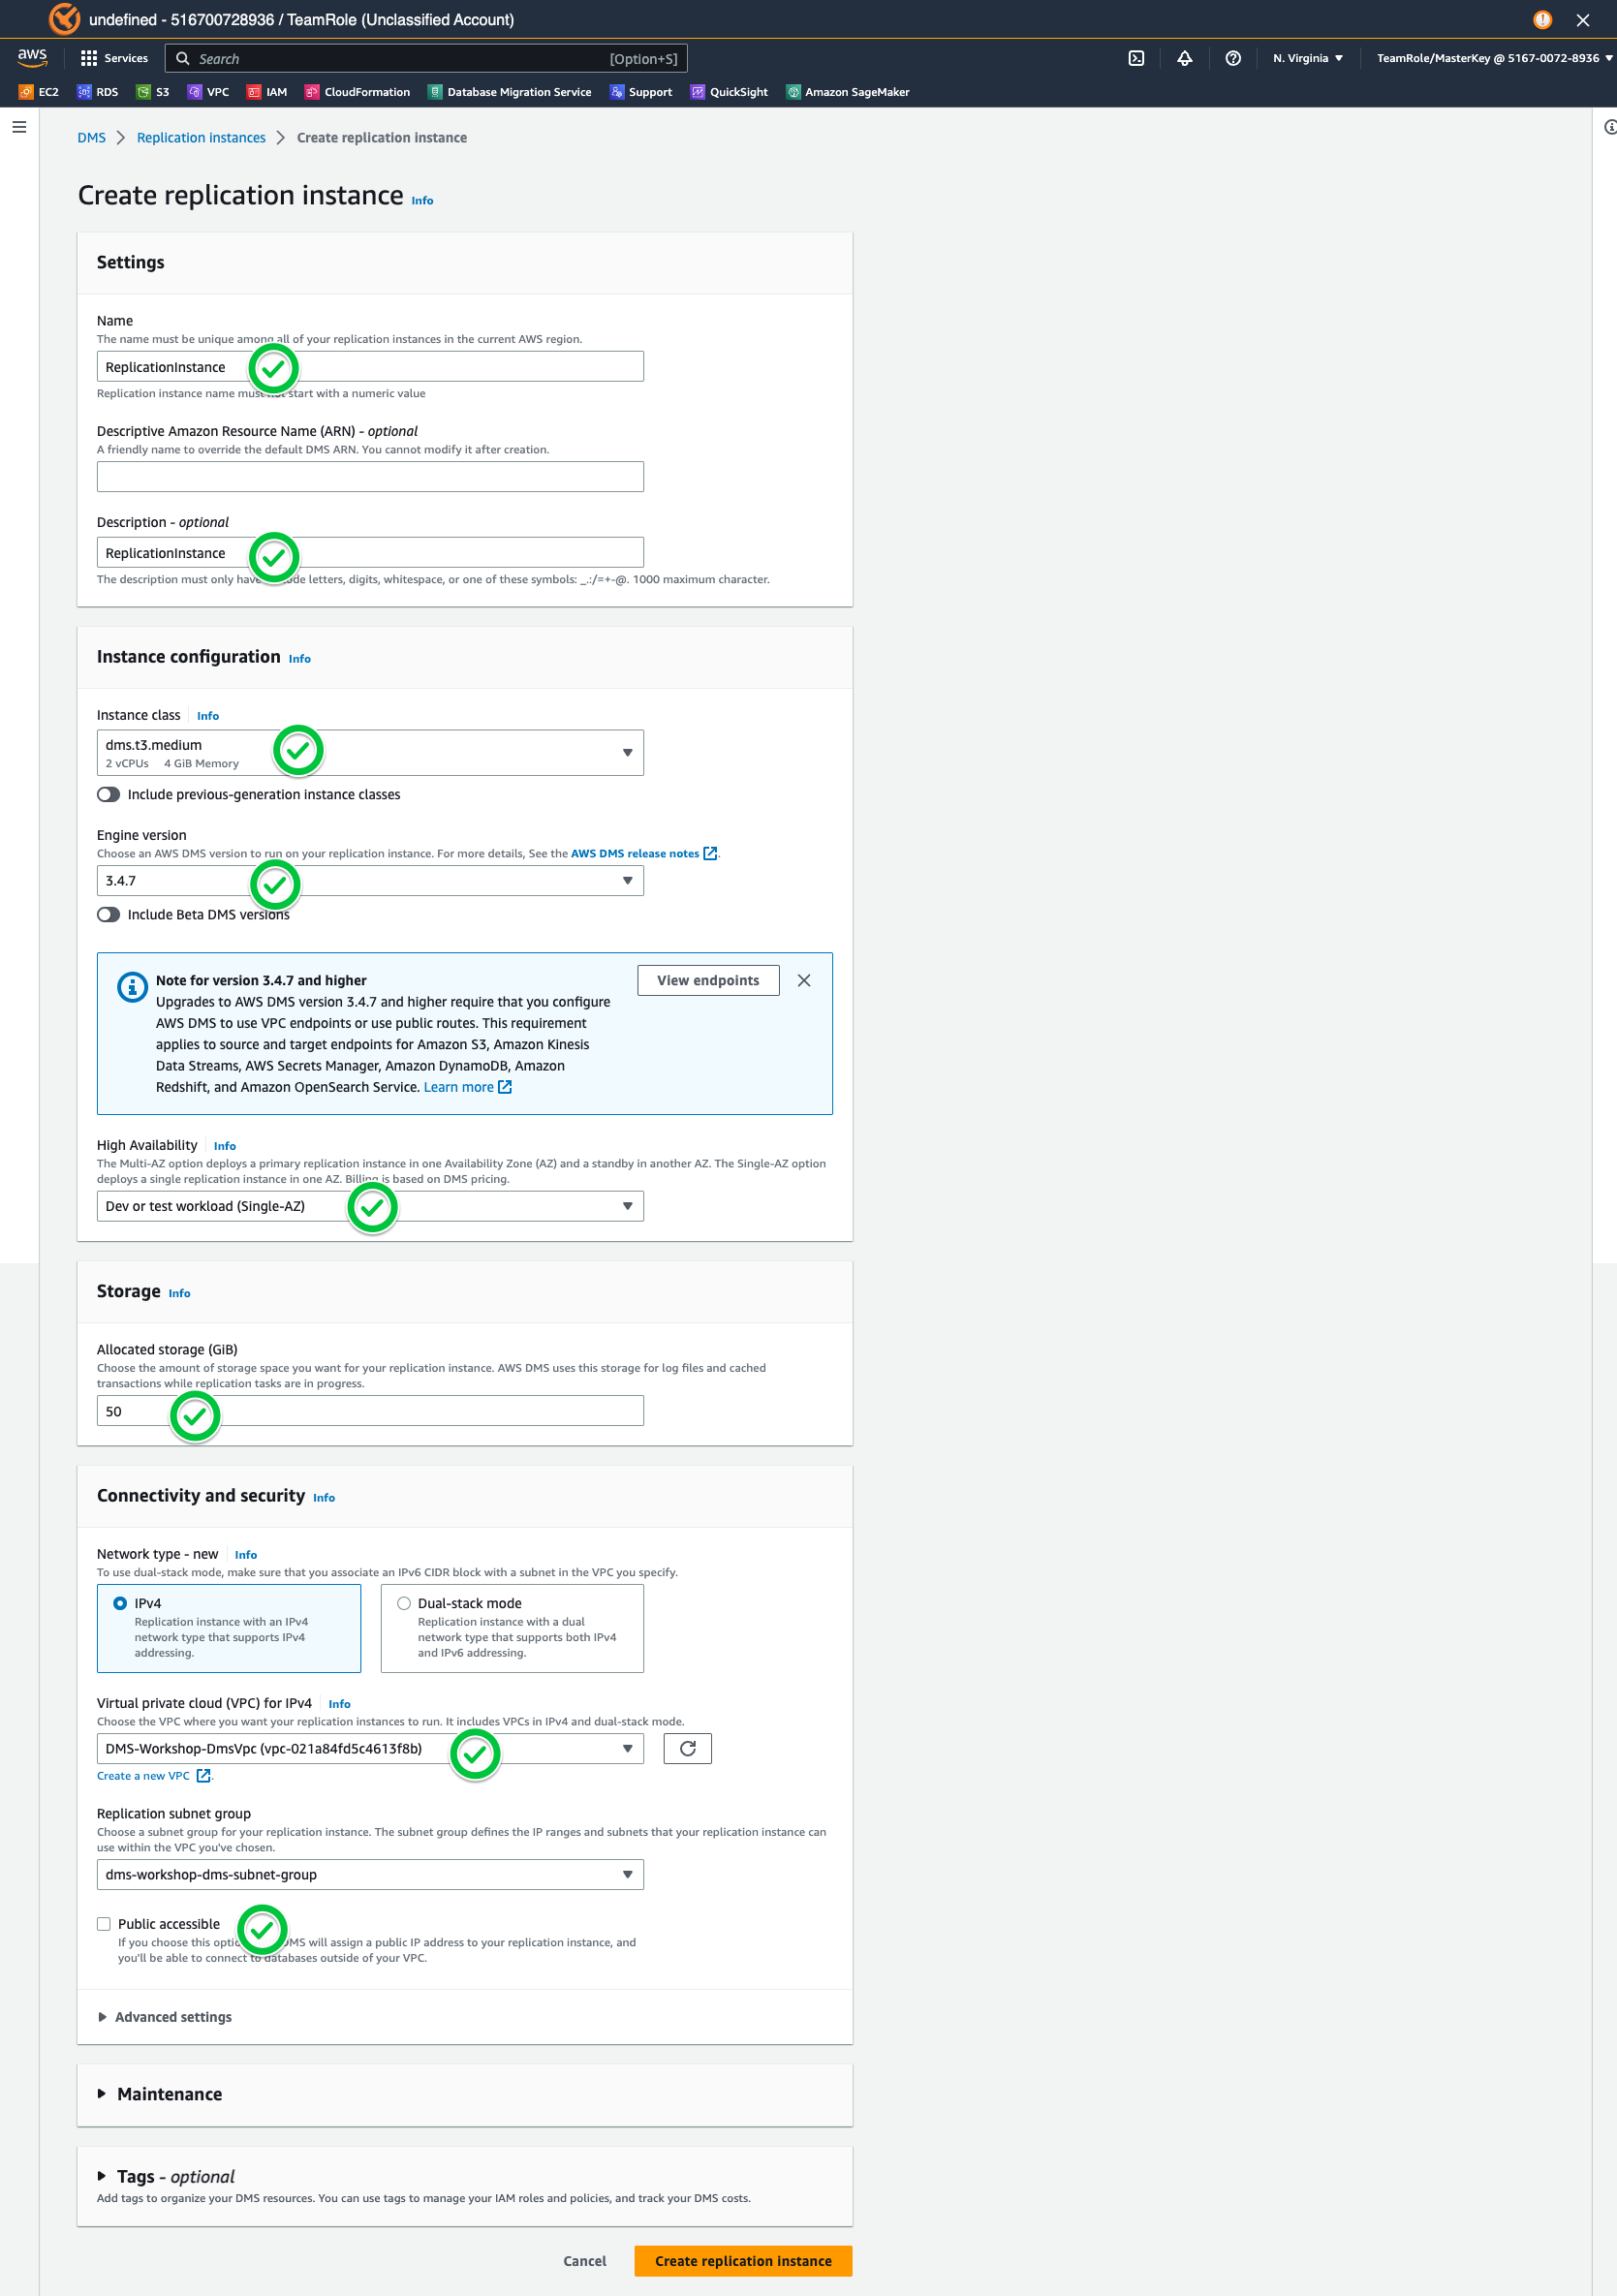 undefined - 516700728936 / TeamRole (Unclassified Account)
aws Services Search [Option+S] N. Virginia TeamRole/MasterKey @ 5167-0072-8936
EC2 RDS S3 VPC IAM CloudFormation Database Migration Service Support QuickSight Amazon SageMaker
DMS Replication instances Create replication instance
Create replication instance Info
Settings
Name
The name must be unique among all of your replication instances in the current AWS region.
ReplicationInstance
Replication instance name must not start with a numeric value
Descriptive Amazon Resource Name (ARN) - optional
A friendly name to override the default DMS ARN. You cannot modify it after creation.
Description - optional
ReplicationInstance
The description must only have letters, digits, whitespace, or one of these symbols: _.:/=+-@. 1000 maximum character.
Instance configuration Info
Instance class Info
dms.t3.medium
2 vCPUs 4 GiB Memory
Include previous-generation instance classes
Engine version
Choose an AWS DMS version to run on your replication instance. For more details, See the AWS DMS release notes.
3.4.7
Include Beta DMS versions
Note for version 3.4.7 and higher View endpoints
Upgrades to AWS DMS version 3.4.7 and higher require that you configure
AWS DMS to use VPC endpoints or use public routes. This requirement
applies to source and target endpoints for Amazon S3, Amazon Kinesis
Data Streams, AWS Secrets Manager, Amazon DynamoDB, Amazon
Redshift, and Amazon OpenSearch Service. Learn more
High Availability Info
The Multi-AZ option deploys a primary replication instance in one Availability Zone (AZ) and a standby in another AZ. The Single-AZ option
deploys a single replication instance in one AZ. Billing is based on DMS pricing.
Dev or test workload (Single-AZ)
Storage Info
Allocated storage (GiB)
Choose the amount of storage space you want for your replication instance. AWS DMS uses this storage for log files and cached
transactions while replication tasks are in progress.
50
Connectivity and security Info
Network type - new Info
To use dual-stack mode, make sure that you associate an IPv6 CIDR block with a subnet in the VPC you specify.
IPv4 Dual-stack mode
Replication instance with an IPv4 Replication instance with a dual
network type that supports IPv4 network type that supports both IPv4
addressing. and IPv6 addressing.
Virtual private cloud (VPC) for IPv4 Info
Choose the VPC where you want your replication instances to run. It includes VPCs in IPv4 and dual-stack mode.
DMS-Workshop-DmsVpc (vpc-021a84fd5c4613f8b)
Create a new VPC.
Replication subnet group
Choose a subnet group for your replication instance. The subnet group defines the IP ranges and subnets that your replication instance can
use within the VPC you've chosen.
dms-workshop-dms-subnet-group
Public accessible
If you choose this DMS will assign a public IP address to your replication instance, and
you'll be able to connect to databases outside of your VPC.
Advanced settings
Maintenance
Tags - optional
Add tags to organize your DMS resources. You can use tags to manage your IAM roles and policies, and track your DMS costs.
Cancel Create replication instance